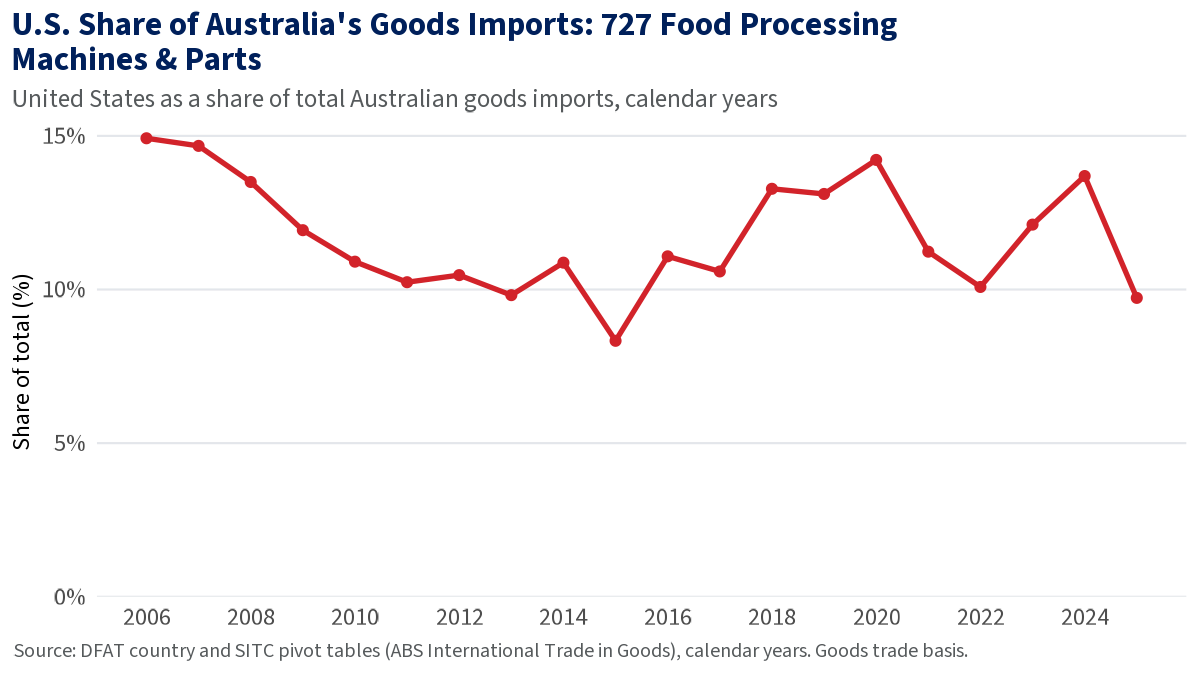 U.S. Share of Australia's Goods Imports: 727 Food Processing
Machines & Parts
United States as a share of total Australian goods imports, calendar years
Share of total (%)
15%
10%
5%
0%
2006 2008 2010 2012 2014 2016 2018 2020 2022 2024
Source: DFAT country and SITC pivot tables (ABS International Trade in Goods), calendar years. Goods trade basis.